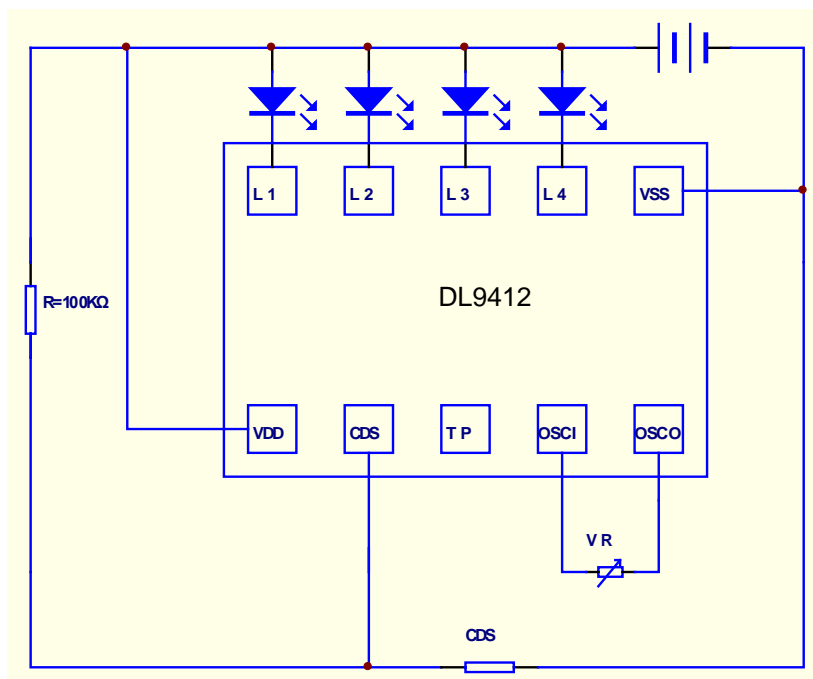 L 1 L 2 L 3 L 4 VSS
R=100KΩ
DL9412
VDD CDS T P OSCI OSCO
V R
CDS